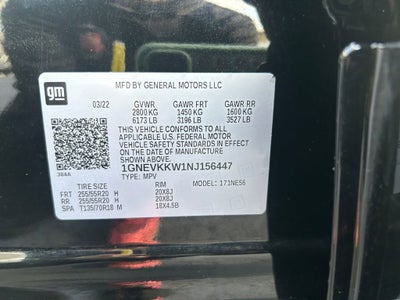 gm
MFD BY GENERAL MOTORS LLC
03/22 GVWR GAWR FRT GAWR RR
2800 KG 1450 KG 1600 KG
6173 LB 3196 LB 3527 LB
THIS VEHICLE CONFORMS TO ALL
APPLICABLE U.S. FEDERAL MOTOR
VEHICLE SAFETY STANDARDS IN EFFECT
ON THE DATE OF MANUFACTURE
SHOWN ABOVE.
384A
1GNEVKKW1NJ156447
TYPE: MPV
TIRE SIZE RIM MODEL: 171NE56
FRT 255/55R20 H 20X8J
RR 255/55R20 H 20X8J
SPA T135/70R18 M 18X4.5B